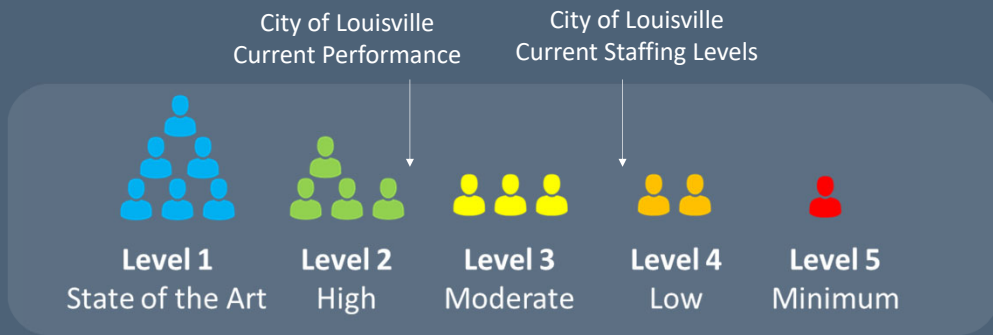 City of Louisville
Current Performance
City of Louisville
Current Staffing Levels
Level 1
State of the Art
Level 2
High
Level 3
Moderate
Level 4
Low
Level 5
Minimum